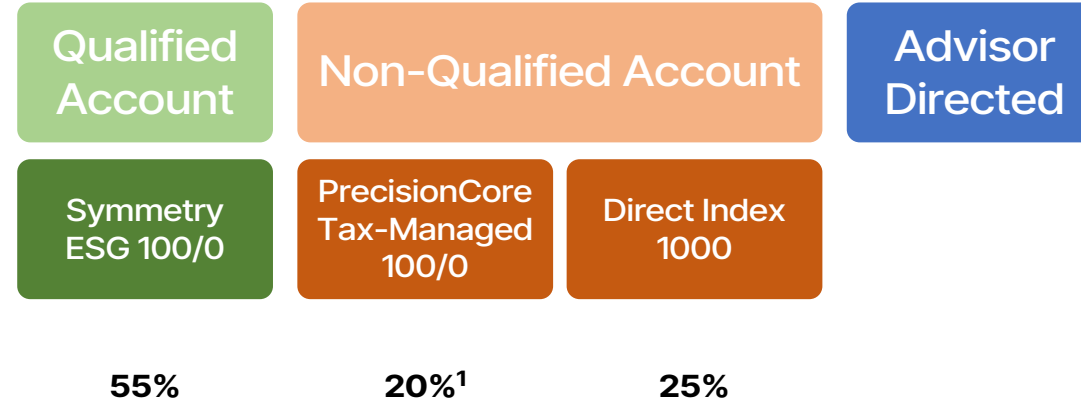 Qualified
Account
Non-Qualified Account
Advisor
Directed
Symmetry
ESG 100/0
PrecisionCore
Tax-Managed
100/0
Direct Index
1000
55%
20%¹
25%